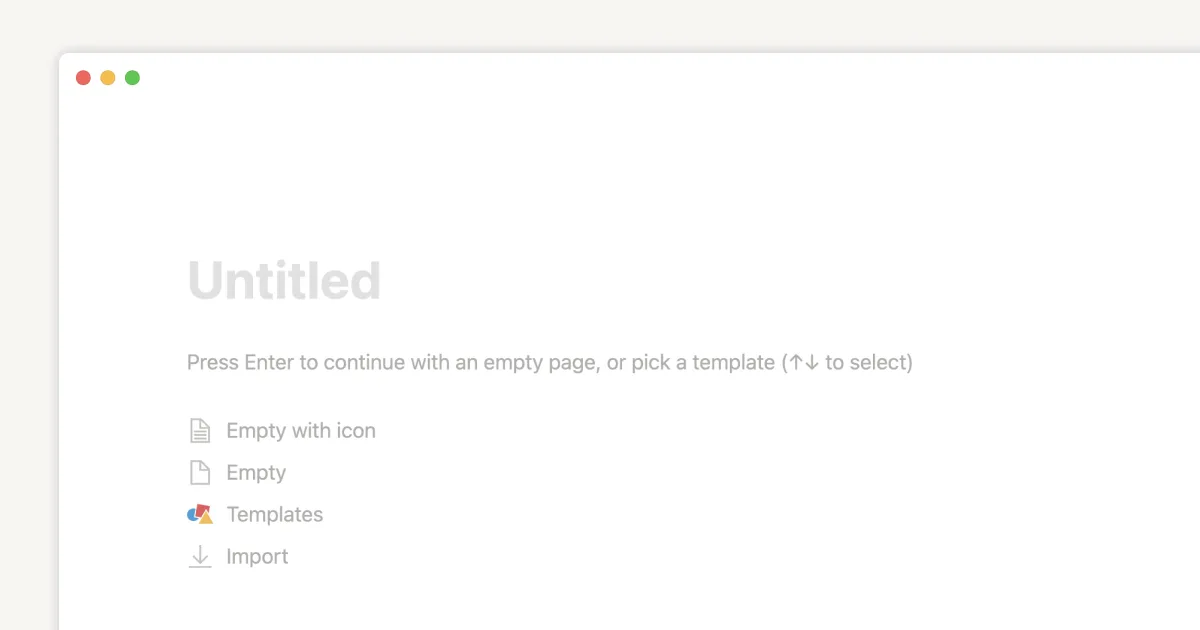 Untitled
Press Enter to continue with an empty page, or pick a template (↑↓ to select)
Empty with icon
Empty
Templates
Import